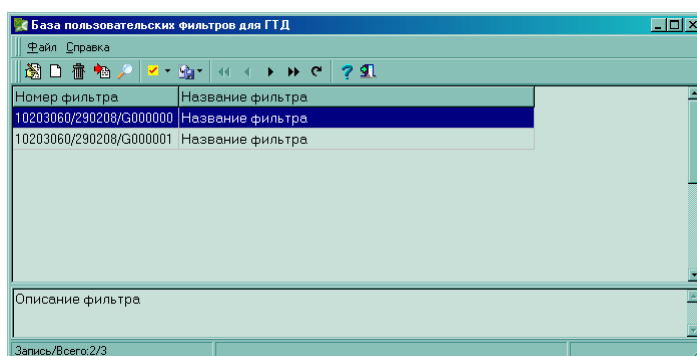 База пользовательских фильтров для ГТД
Файл Справка
Номер фильтра Название фильтра
10203060/290208/G000000 Название фильтра
10203060/290208/G000001 Название фильтра
Описание фильтра
Запись/Всего:2/3